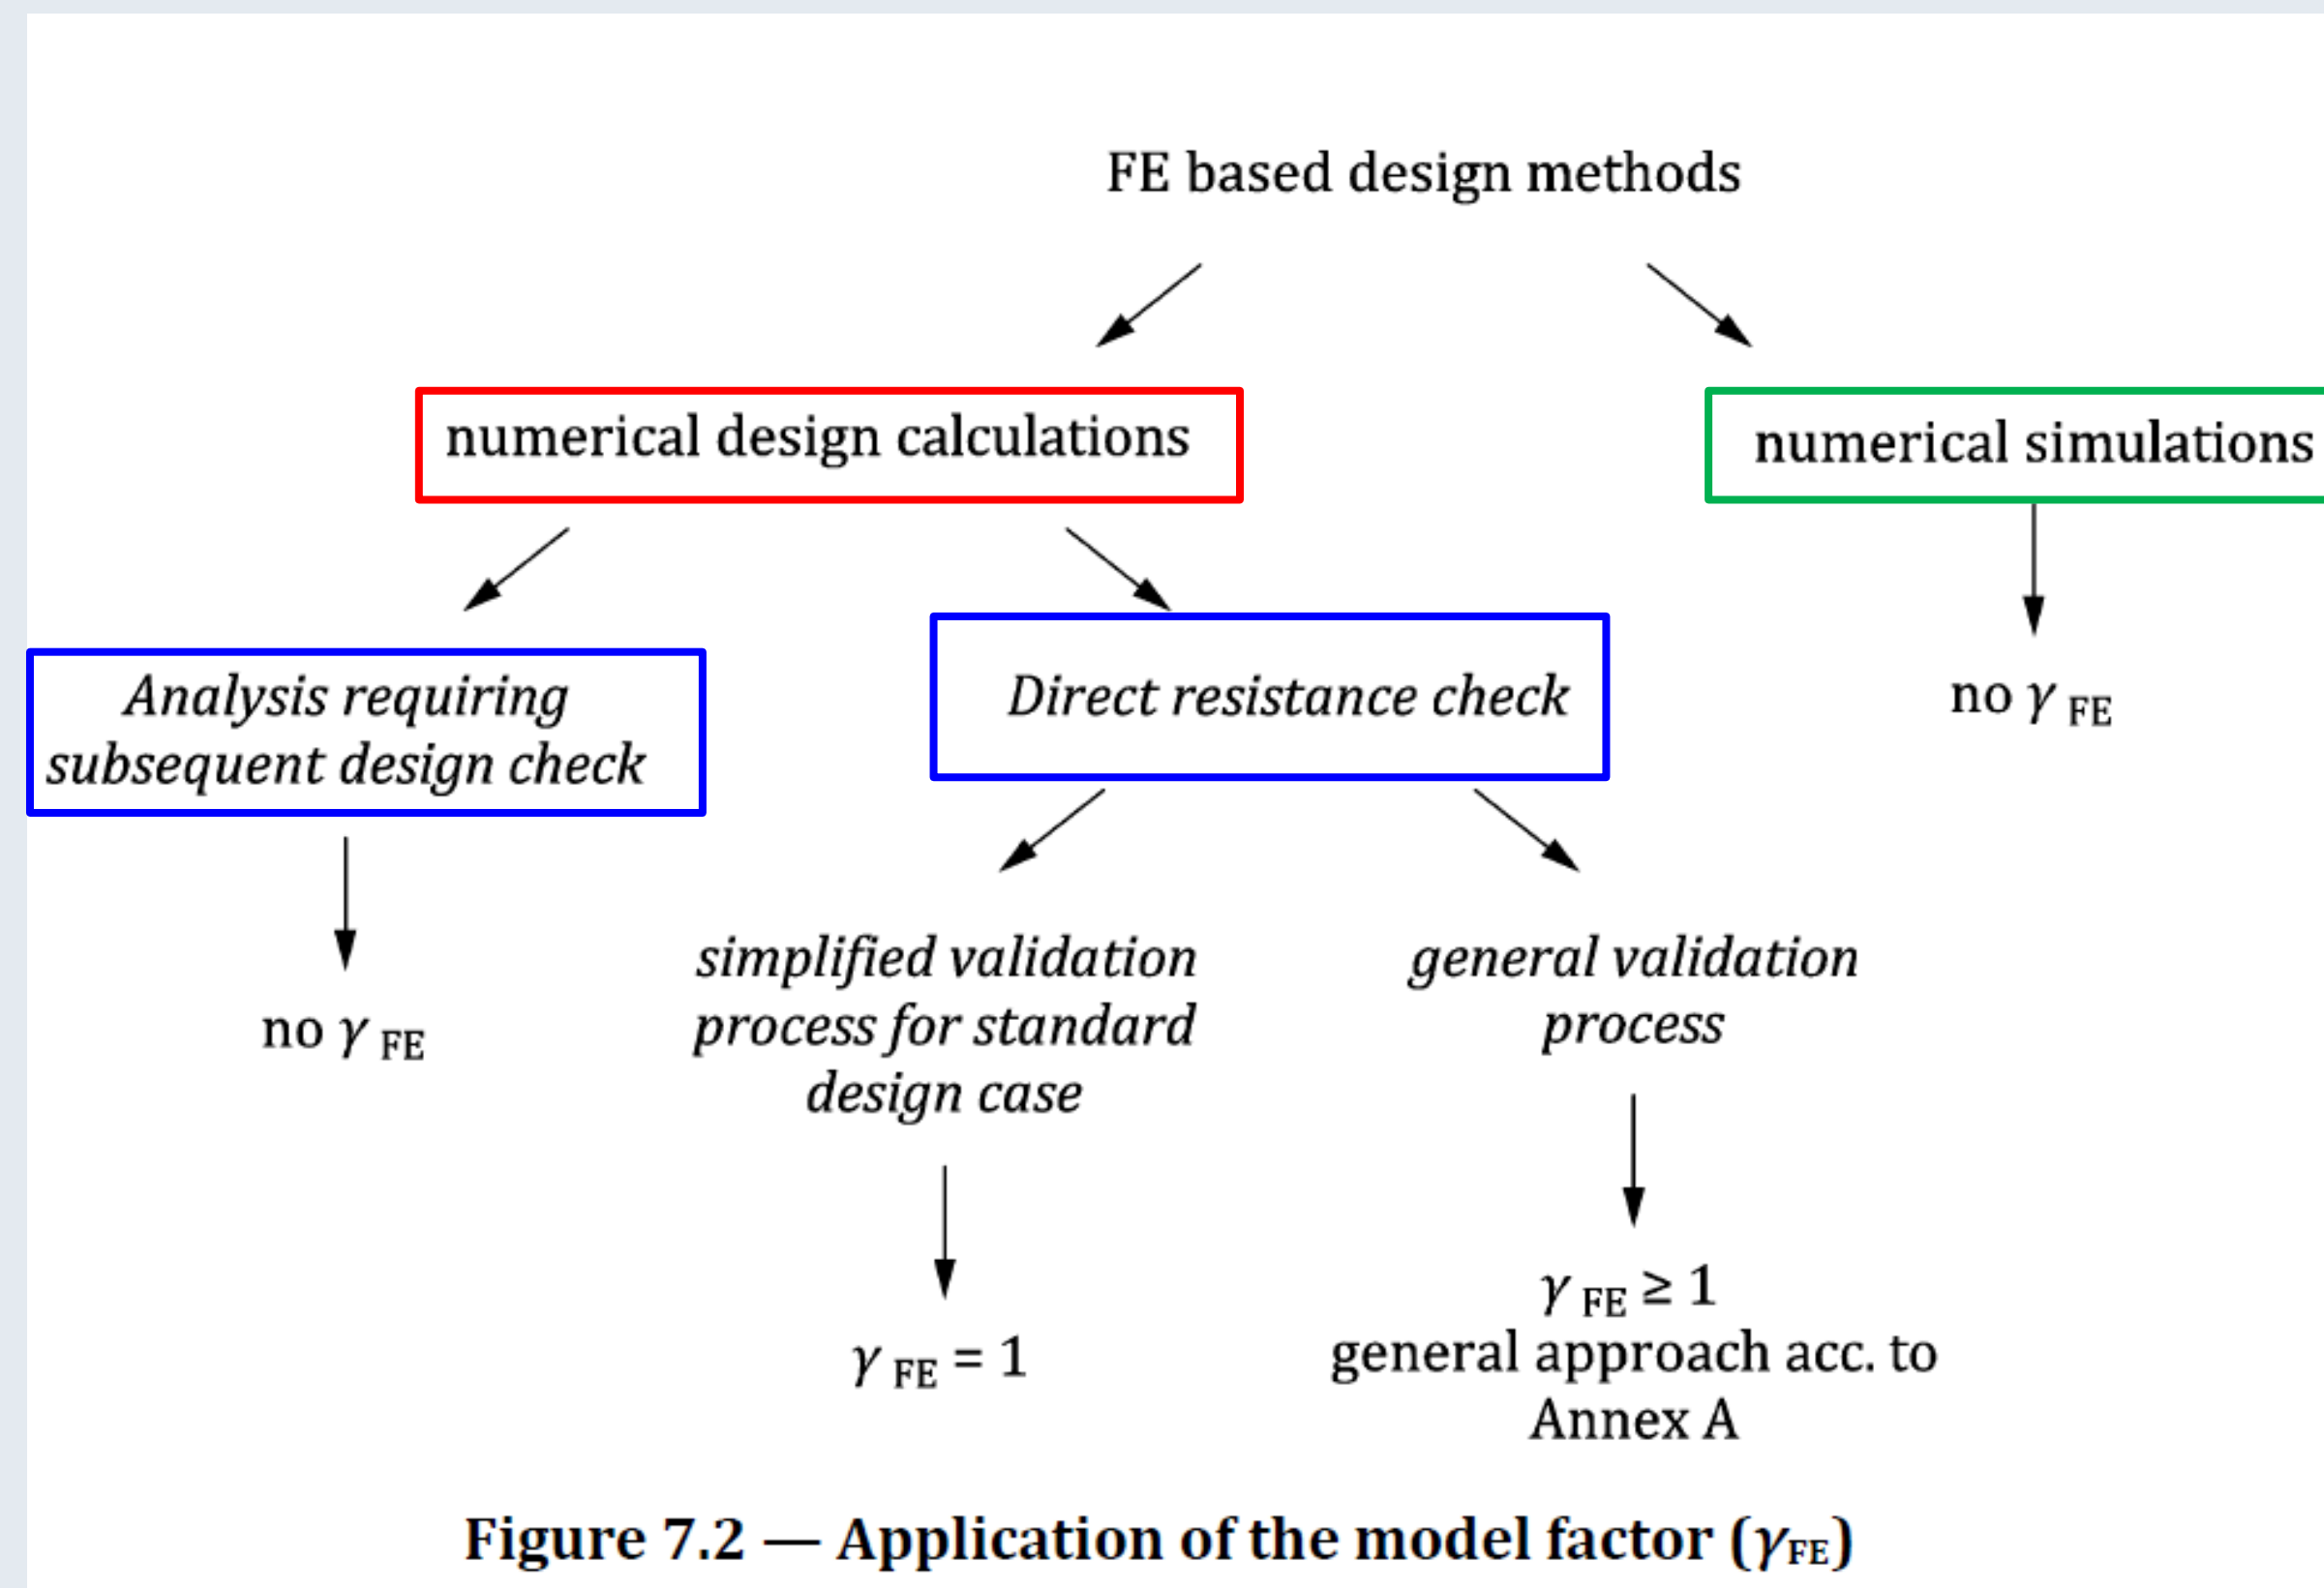 FE based design methods
numerical design calculations
numerical simulations
Analysis requiring
subsequent design check
Direct resistance check
no γ FE
no γ FE
simplified validation
process for standard
design case
general validation
process
γ FE = 1
γ FE ≥ 1
general approach acc. to
Annex A
Figure 7.2 — Application of the model factor (γFE)